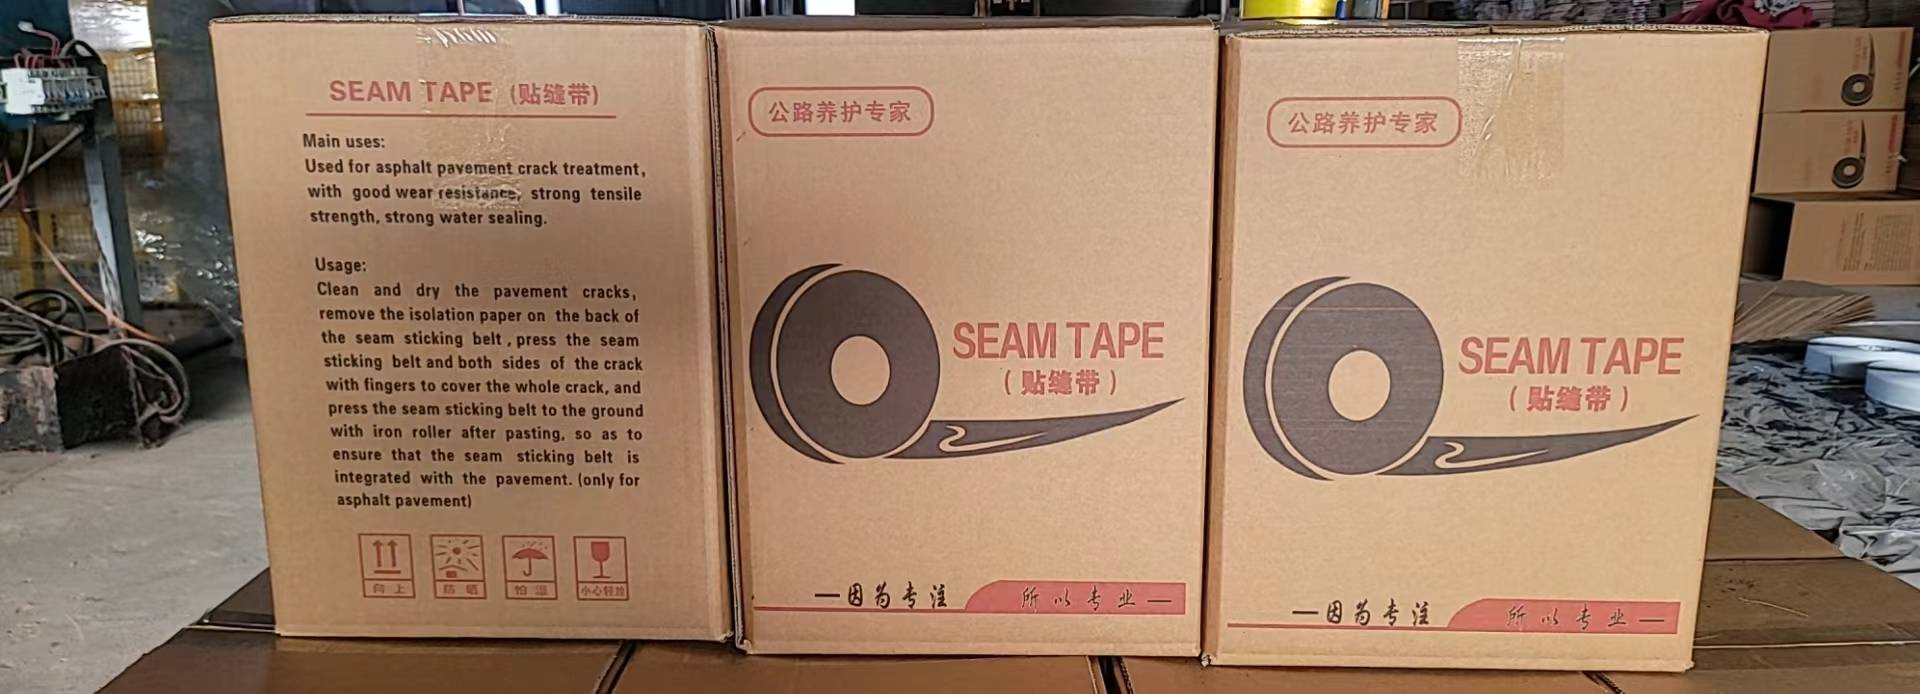 SEAM TAPE (贴缝带)
Main uses:
Used for asphalt pavement crack treatment,
with good wear resistance, strong tensile
strength, strong water sealing.
Usage:
Clean and dry the pavement cracks,
remove the isolation paper on the back of
the seam sticking belt , press the seam
sticking belt and both sides of the crack
with fingers to cover the whole crack, and
press the seam sticking belt to the ground
with iron roller after pasting, so as to
ensure that the seam sticking belt is
integrated with the pavement. (only for
asphalt pavement)
向上 防晒 怕湿 小心轻放
公路养护专家
SEAM TAPE
(贴缝带)
—因为专注 所以专业—
公路养护专家
SEAM TAPE
(贴缝带)
—因为专注 所以专业—